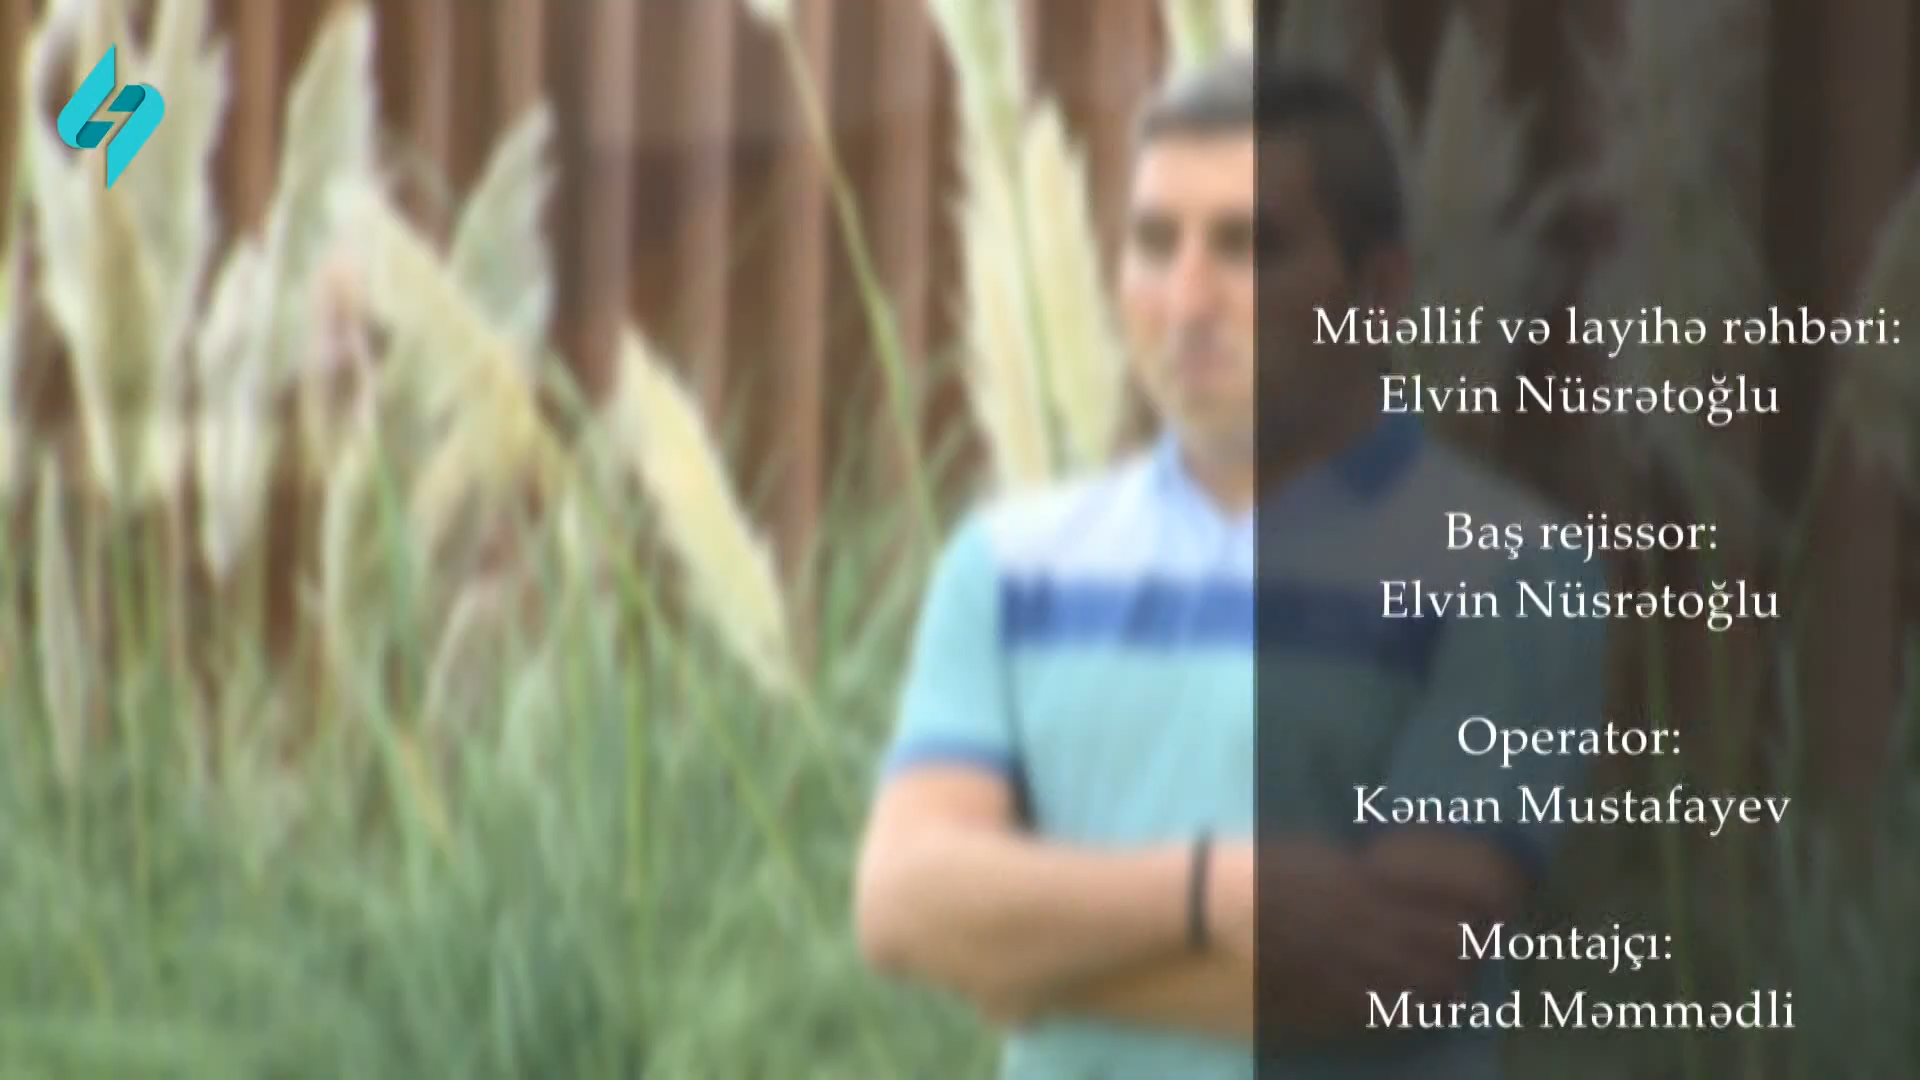 Müəllif və layihə rəhbəri:
Elvin Nüsrətoğlu
Baş rejissor:
Elvin Nüsrətoğlu
Operator:
Kənan Mustafayev
Montajçı:
Murad Məmmədli